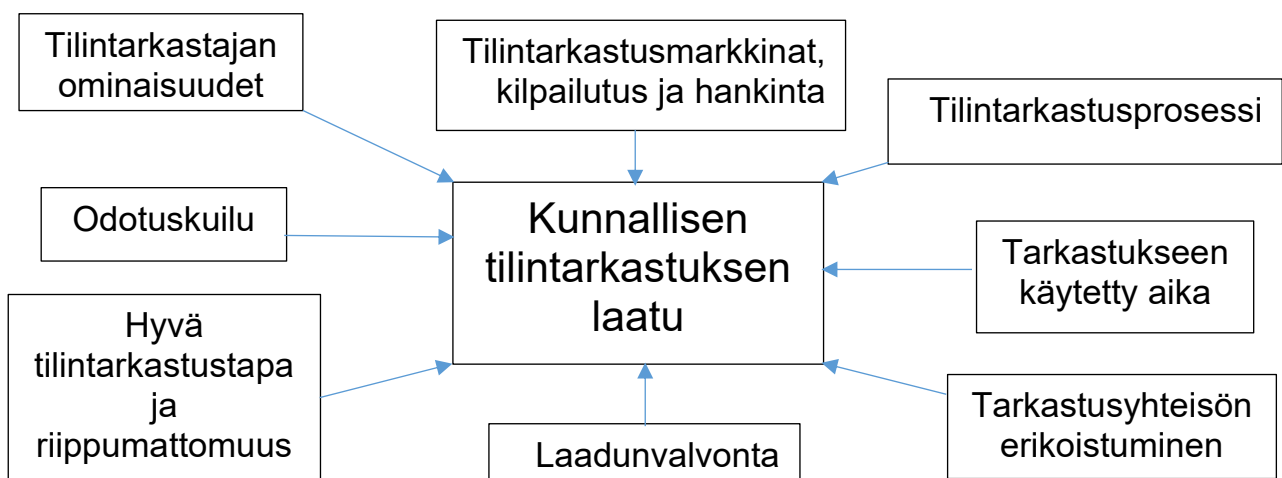 Tilintarkastajan
ominaisuudet
Tilintarkastusmarkkinat,
kilpailutus ja hankinta
Tilintarkastusprosessi
Odotuskuilu
Kunnallisen
tilintarkastuksen
laatu
Tarkastukseen
käytetty aika
Hyvä
tilintarkastustapa
ja
riippumattomuus
Laadunvalvonta
Tarkastusyhteisön
erikoistuminen